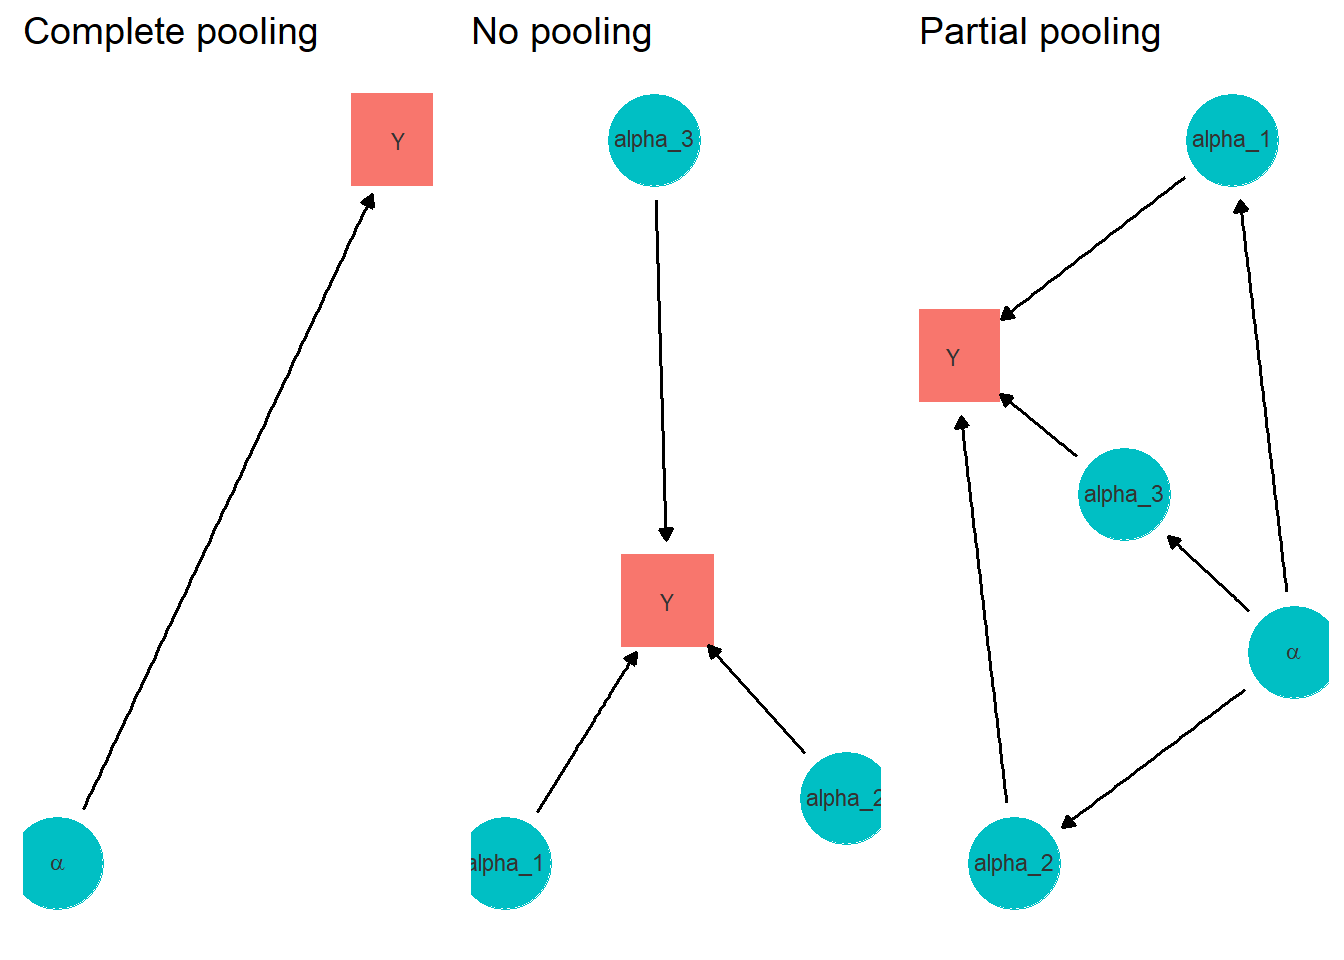 Complete pooling
Y
α
No pooling
alpha_3
Y
alpha_2
alpha_1
Partial pooling
alpha_1
Y
alpha_3
α
alpha_2